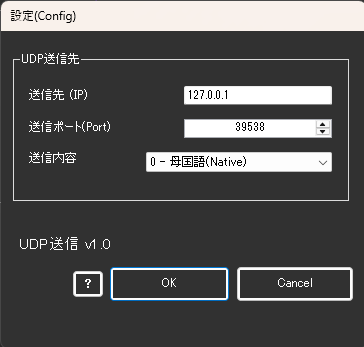 設定(Config)
UDP送信先
送信先 (IP)
127.0.0.1
送信ポート(Port)
39538
送信内容
0 - 母国語(Native)
UDP送信 v1.0
?
OK
Cancel